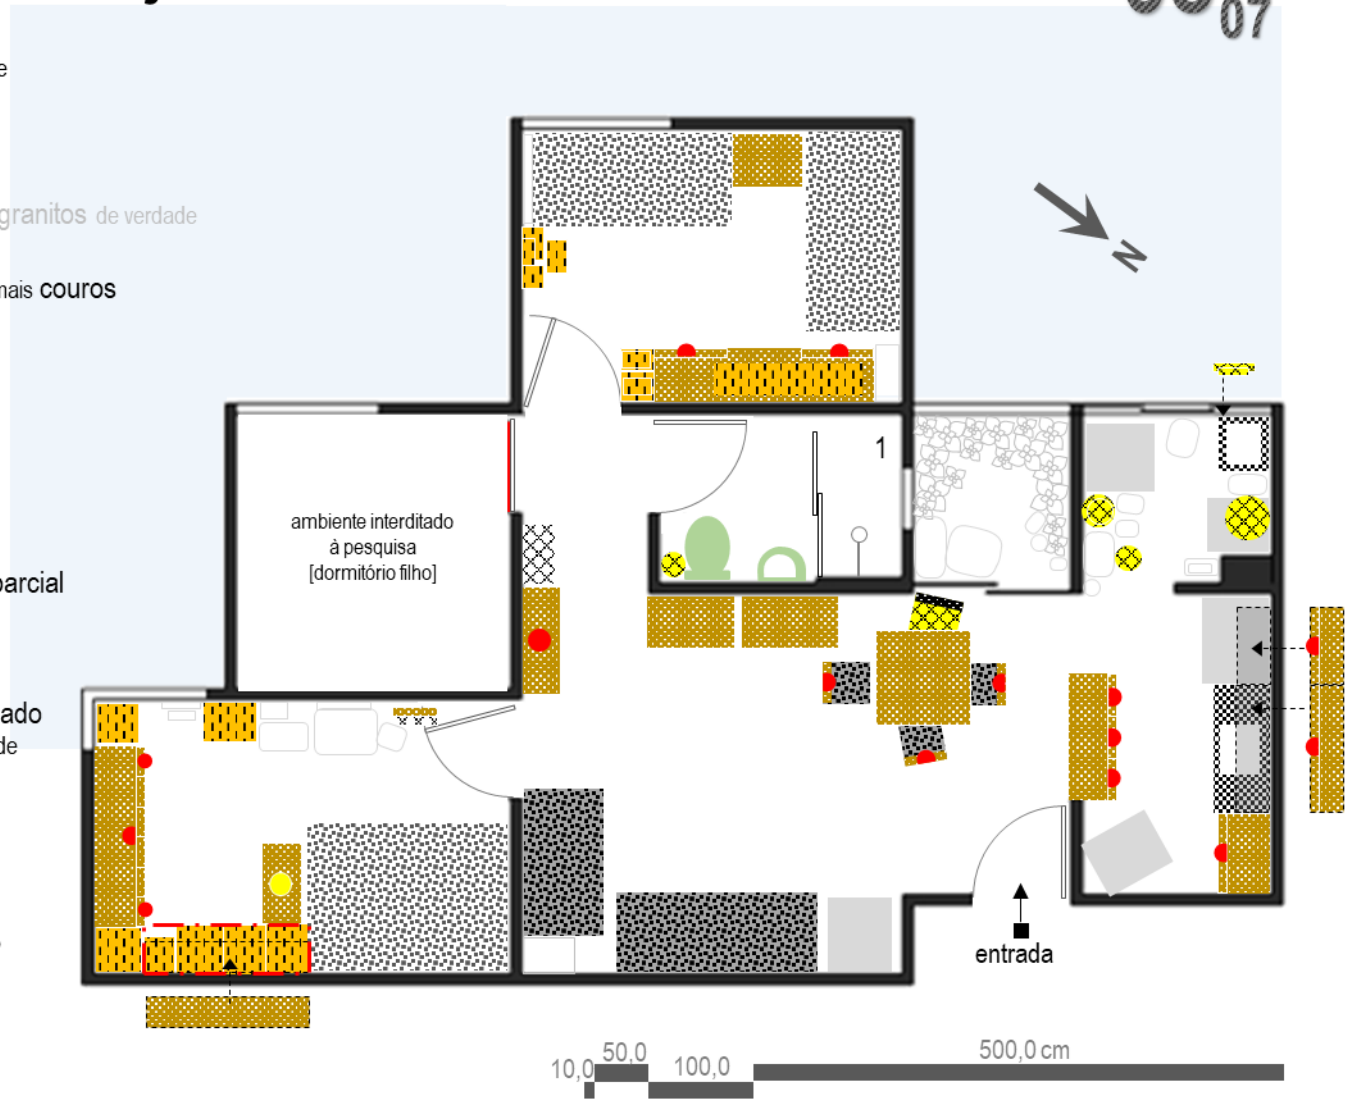 07
e
granitos de verdade
mais couros
N
1
ambiente interditado
à pesquisa
[dormitório filho]
parcial
ado
de
entrada
10,0 50,0 100,0 500,0 cm